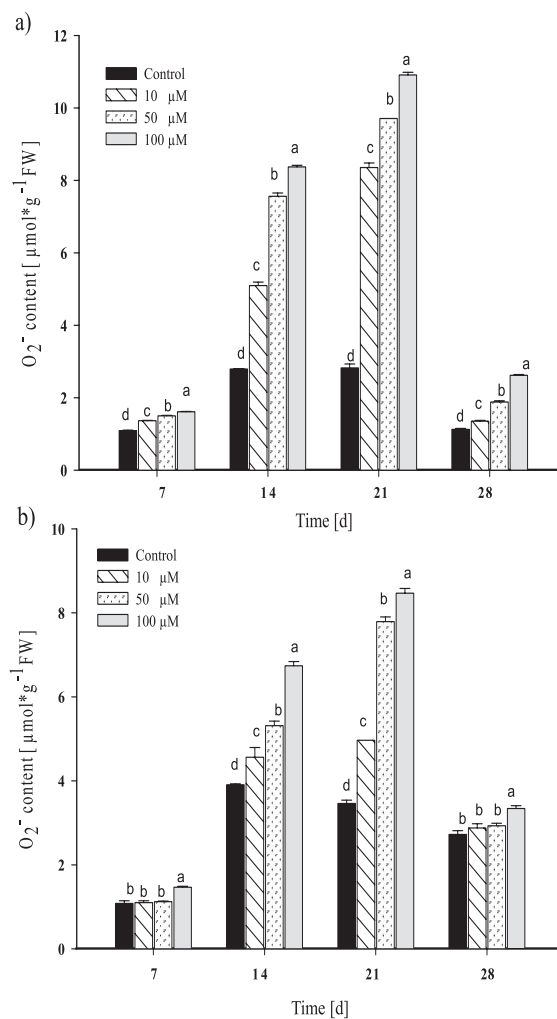 a)
12
10
8
6
4
2
0
O₂⁻ content [ µmol*g⁻¹ FW]
Control
10 µM
50 µM
100 µM
d c b a
d c b a
d c b a
d c b a
7 14 21 28
Time [d]
b)
10
8
6
4
2
0
O₂⁻ content [ µmol*g⁻¹ FW]
Control
10 µM
50 µM
100 µM
b b b a
d c b a
d c b a
b b b a
7 14 21 28
Time [d]